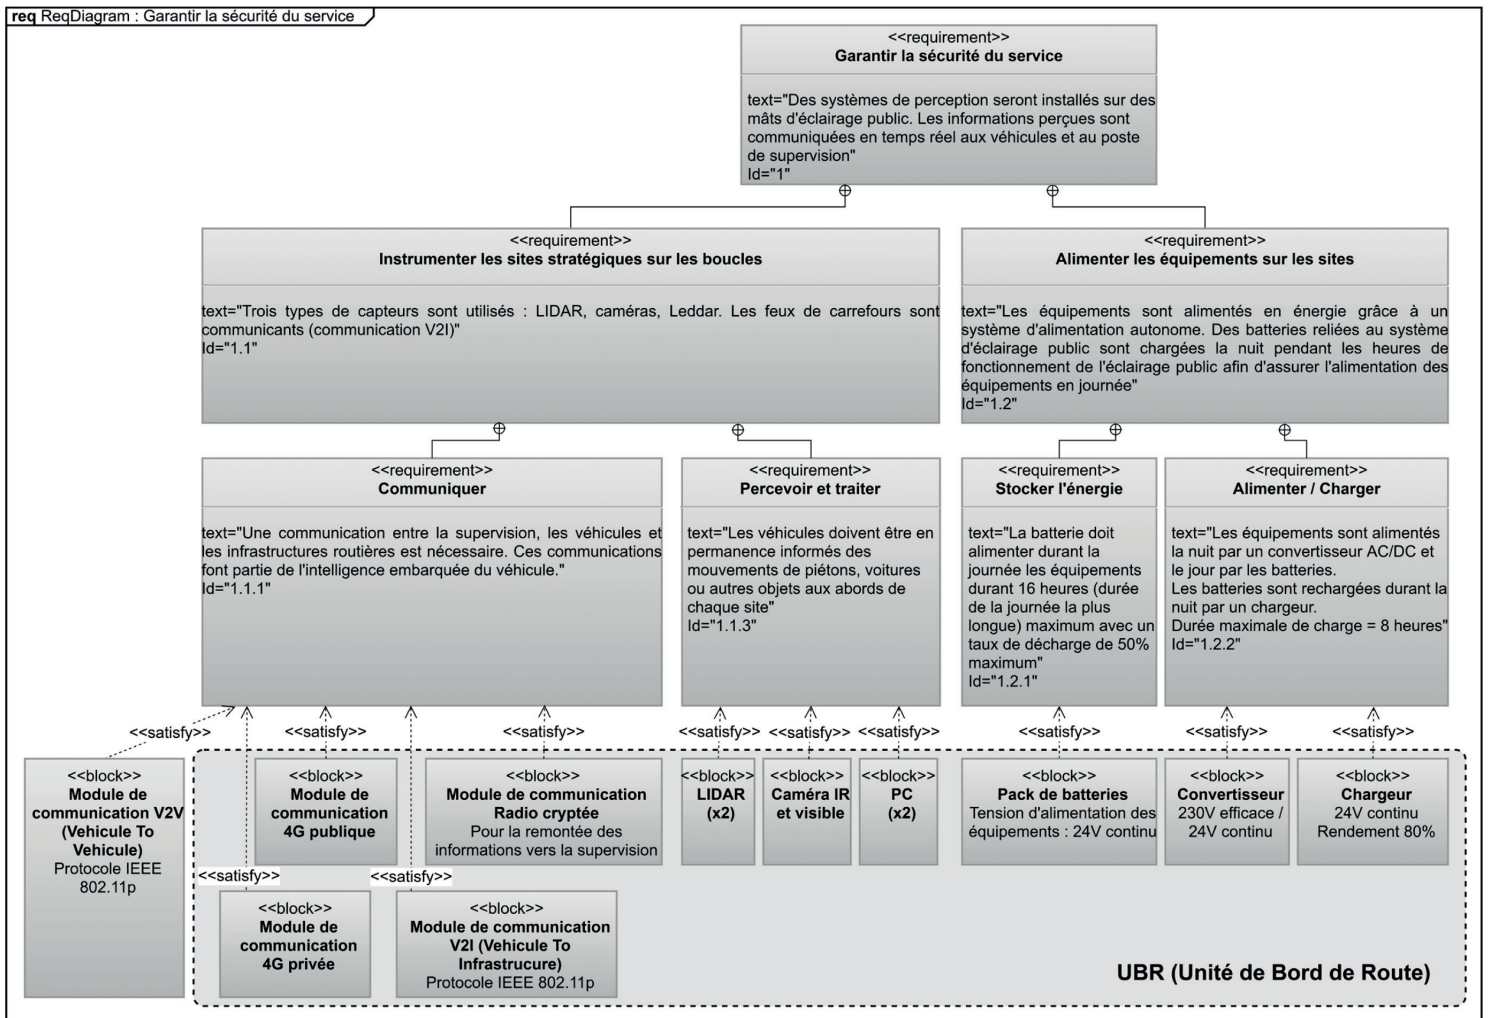 req ReqDiagram : Garantir la sécurité du service
<<requirement>>
Garantir la sécurité du service
text="Des systèmes de perception seront installés sur des
mâts d'éclairage public. Les informations perçues sont
communiquées en temps réel aux véhicules et au poste
de supervision"
Id="1"
<<requirement>>
Instrumenter les sites stratégiques sur les boucles
text="Trois types de capteurs sont utilisés : LIDAR, caméras, Leddar. Les feux de carrefours sont
communicants (communication V2I)"
Id="1.1"
<<requirement>>
Alimenter les équipements sur les sites
text="Les équipements sont alimentés en énergie grâce à un
système d'alimentation autonome. Des batteries reliées au système
d'éclairage public sont chargées la nuit pendant les heures de
fonctionnement de l'éclairage public afin d'assurer l'alimentation des
équipements en journée"
Id="1.2"
<<requirement>>
Communiquer
text="Une communication entre la supervision, les véhicules et
les infrastructures routières est nécessaire. Ces communications
font partie de l'intelligence embarquée du véhicule."
Id="1.1.1"
<<requirement>>
Percevoir et traiter
text="Les véhicules doivent être en
permanence informés des
mouvements de piétons, voitures
ou autres objets aux abords de
chaque site"
Id="1.1.3"
<<requirement>>
Stocker l'énergie
text="La batterie doit
alimenter durant la
journée les équipements
durant 16 heures (durée
de la journée la plus
longue) maximum avec un
taux de décharge de 50%
maximum"
Id="1.2.1"
<<requirement>>
Alimenter / Charger
text="Les équipements sont alimentés
la nuit par un convertisseur AC/DC et
le jour par les batteries.
Les batteries sont rechargées durant la
nuit par un chargeur.
Durée maximale de charge = 8 heures"
Id="1.2.2"
<<satisfy>>
<<satisfy>>
<<satisfy>>
<<satisfy>>
<<satisfy>>
<<satisfy>>
<<satisfy>>
<<satisfy>>
<<satisfy>>
<<block>>
Module de
communication V2V
(Vehicule To
Vehicule)
Protocole IEEE
802.11p
<<block>>
Module de
communication
4G publique
<<block>>
Module de communication
Radio cryptée
Pour la remontée des
informations vers la supervision
<<block>>
LIDAR
(x2)
<<block>>
Caméra IR
et visible
<<block>>
PC
(x2)
<<block>>
Pack de batteries
Tension d'alimentation des
équipements : 24V continu
<<block>>
Convertisseur
230V efficace /
24V continu
<<block>>
Chargeur
24V continu
Rendement 80%
<<satisfy>>
<<satisfy>>
<<block>>
Module de
communication
4G privée
<<block>>
Module de communication
V2I (Vehicule To
Infrastrucure)
Protocole IEEE 802.11p
UBR (Unité de Bord de Route)